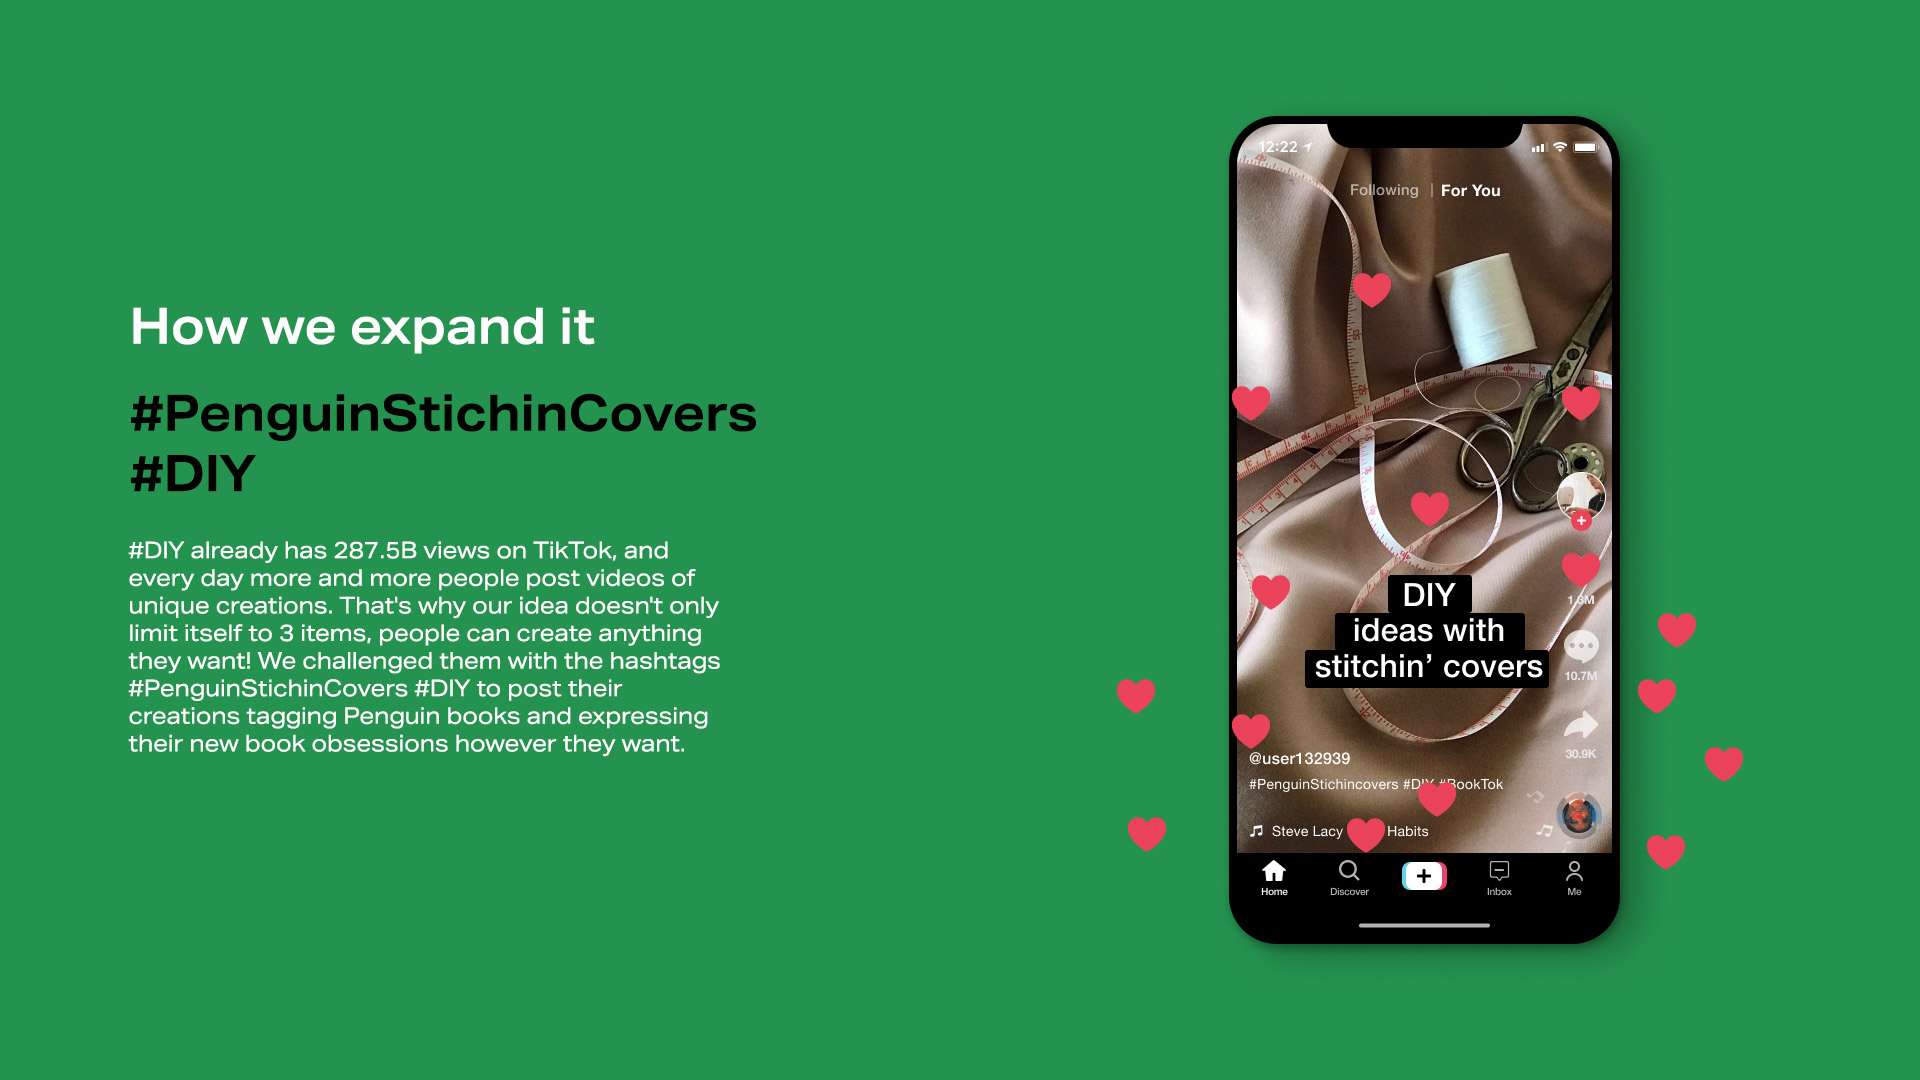 How we expand it
#PenguinStichinCovers
#DIY
#DIY already has 287.5B views on TikTok, and
every day more and more people post videos of
unique creations. That's why our idea doesn't only
limit itself to 3 items, people can create anything
they want! We challenged them with the hashtags
#PenguinStichinCovers #DIY to post their
creations tagging Penguin books and expressing
their new book obsessions however they want.
12:22
Following | For You
DIY
ideas with
stitchin’ covers
10.7M
30.9K
@user132939
#PenguinStichincovers #DIY #BookTok
Steve Lacy Habits
Home Discover Inbox Me